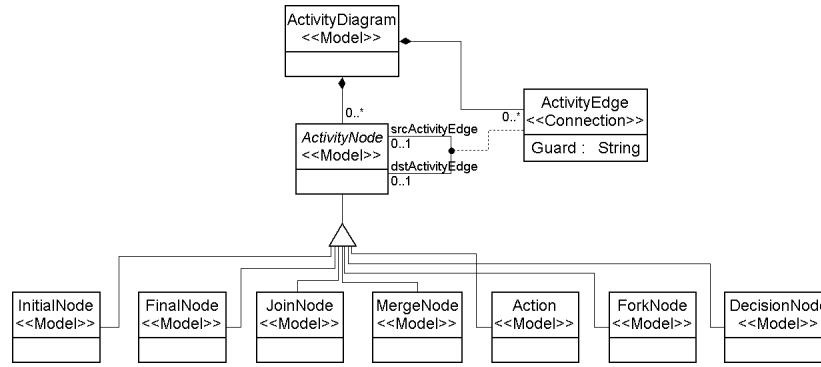 ActivityDiagram
<<Model>>
0..*
ActivityNode
<<Model>>
srcActivityEdge
0..1
dstActivityEdge
0..1
0..*
ActivityEdge
<<Connection>>
Guard : String
InitialNode
<<Model>>
FinalNode
<<Model>>
JoinNode
<<Model>>
MergeNode
<<Model>>
Action
<<Model>>
ForkNode
<<Model>>
DecisionNode
<<Model>>